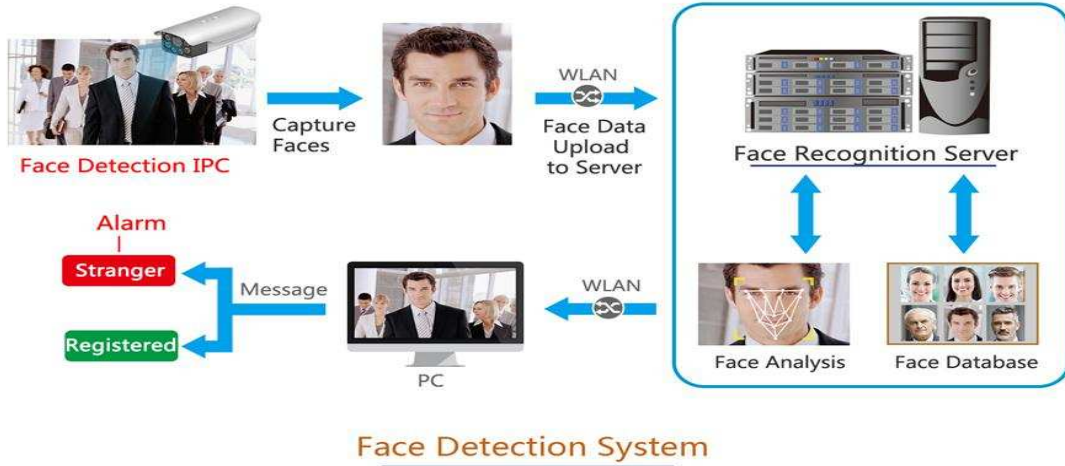 Face Detection IPC
Capture
Faces
WLAN
Face Data
Upload
to Server
Face Recognition Server
Face Analysis
Face Database
WLAN
PC
Message
Alarm
Stranger
Registered
Face Detection System